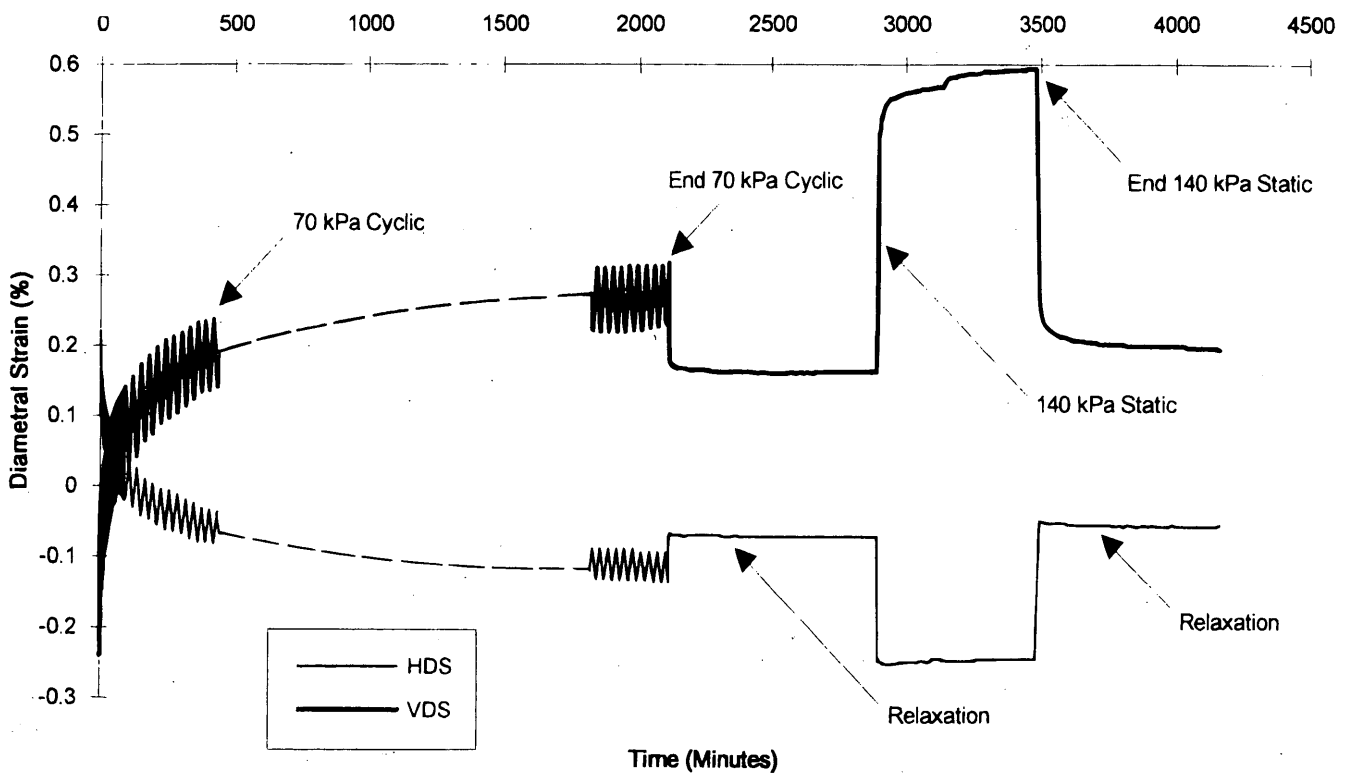 0 500 1000 1500 2000 2500 3000 3500 4000 4500
0.6
0.5
0.4
0.3
0.2
0.1
0
-0.1
-0.2
-0.3
Diametral Strain (%)
70 kPa Cyclic
End 70 kPa Cyclic
End 140 kPa Static
140 kPa Static
Relaxation
Relaxation
HDS
VDS
Time (Minutes)